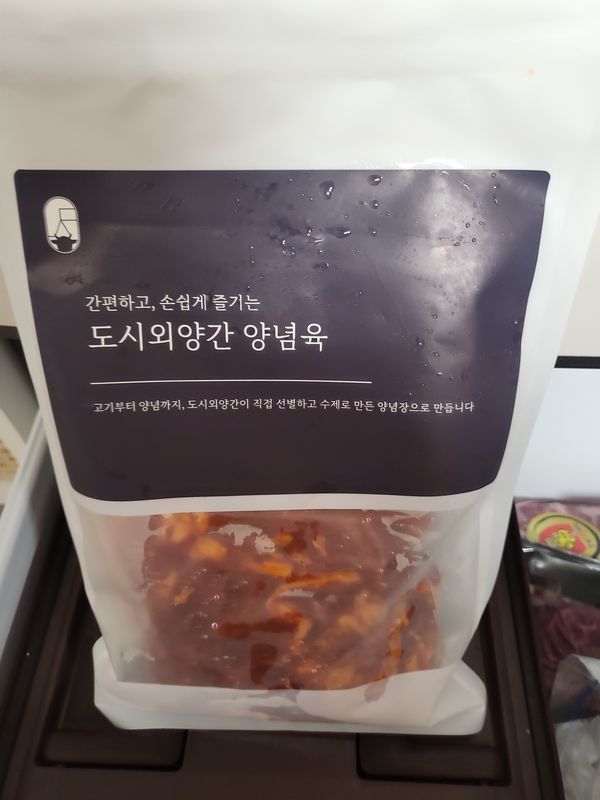 간편하고, 손쉽게 즐기는
도시외양간 양념육
고기부터 양념까지, 도시외양간이 직접 선별하고 수제로 만든 양념장으로 만듭니다